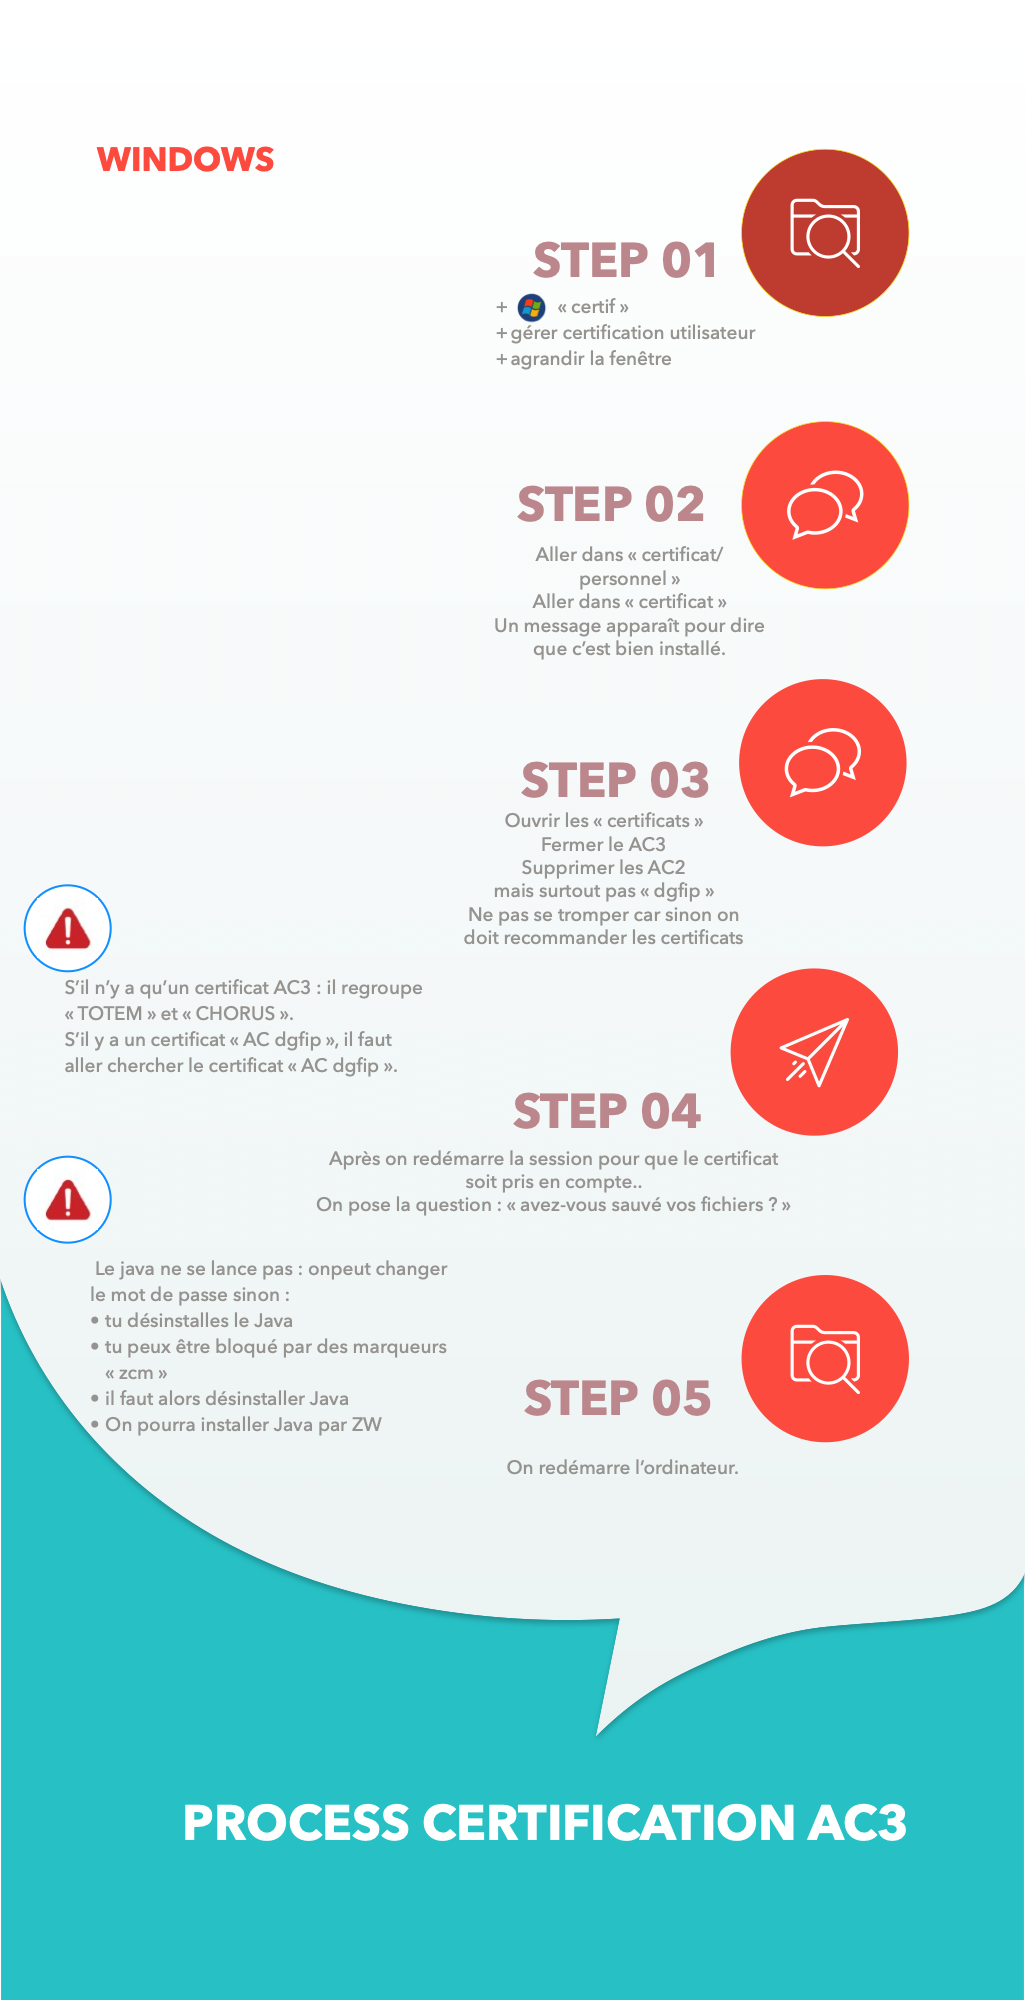 WINDOWS
STEP 01
+ « certif »
+ gérer certification utilisateur
+ agrandir la fenêtre
STEP 02
Aller dans « certificat/
personnel »
Aller dans « certificat »
Un message apparaît pour dire
que c’est bien installé.
STEP 03
Ouvrir les « certificats »
Fermer le AC3
Supprimer les AC2
mais surtout pas « dgfip »
Ne pas se tromper car sinon on
doit recommander les certificats
S’il n’y a qu’un certificat AC3 : il regroupe
« TOTEM » et « CHORUS ».
S’il y a un certificat « AC dgfip », il faut
aller chercher le certificat « AC dgfip ».
STEP 04
Après on redémarre la session pour que le certificat
soit pris en compte..
On pose la question : « avez-vous sauvé vos fichiers ? »
Le java ne se lance pas : onpeut changer
le mot de passe sinon :
• tu désinstalles le Java
• tu peux être bloqué par des marqueurs
« zcm »
• il faut alors désinstaller Java
• On pourra installer Java par ZW
STEP 05
On redémarre l’ordinateur.
PROCESS CERTIFICATION AC3